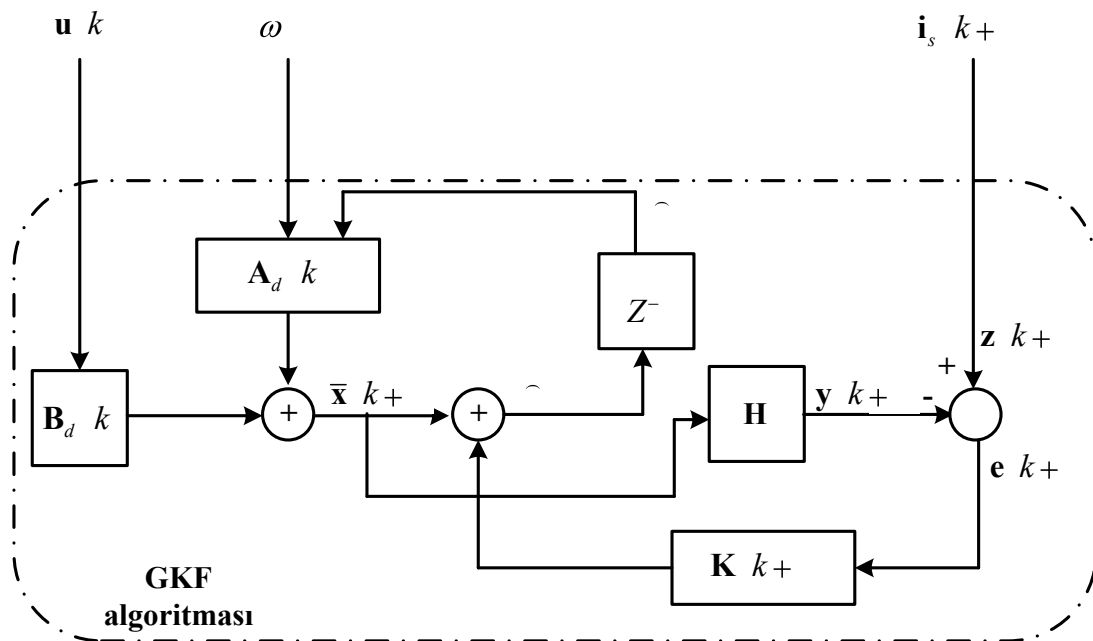 u k
ω
i_s k+
⌢
A_d k
Z⁻
z k+
+
B_d k
+
x̄ k+
+
⌢
H
y k+
-
e k+
K k+
GKF
algoritması